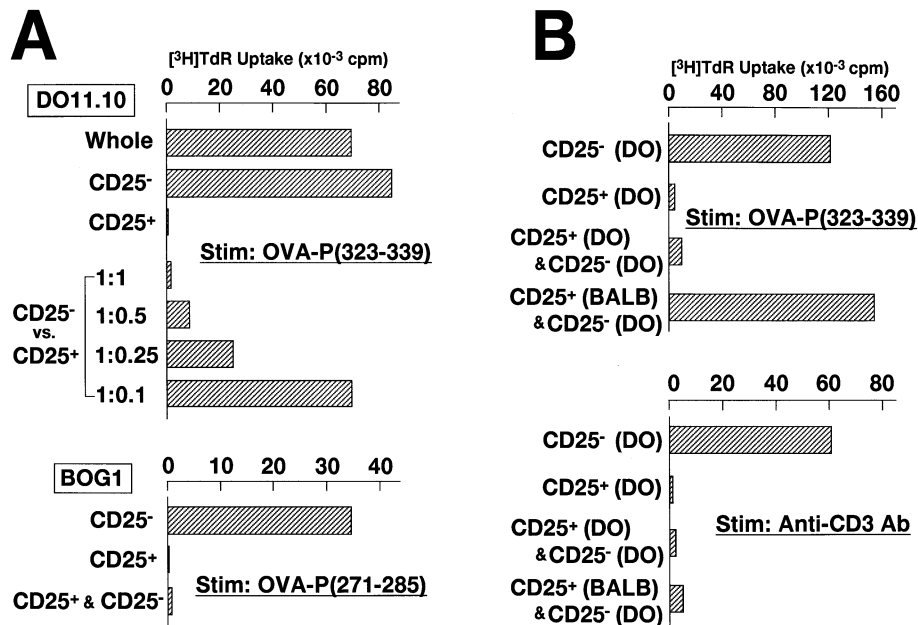 A
[³H]TdR Uptake (x10⁻³ cpm)
0 20 40 60 80
DO11.10
Whole
CD25⁻
CD25⁺
Stim: OVA-P(323-339)
CD25⁻
vs.
CD25⁺
1:1
1:0.5
1:0.25
1:0.1
0 10 20 30 40
BOG1
CD25⁻
CD25⁺
CD25⁺ & CD25⁻
Stim: OVA-P(271-285)
B
[³H]TdR Uptake (x10⁻³ cpm)
0 40 80 120 160
CD25⁻ (DO)
CD25⁺ (DO)
Stim: OVA-P(323-339)
CD25⁺ (DO)
&CD25⁻ (DO)
CD25⁺ (BALB)
&CD25⁻ (DO)
0 20 40 60 80
CD25⁻ (DO)
CD25⁺ (DO)
Stim: Anti-CD3 Ab
CD25⁺ (DO)
&CD25⁻ (DO)
CD25⁺ (BALB)
&CD25⁻ (DO)